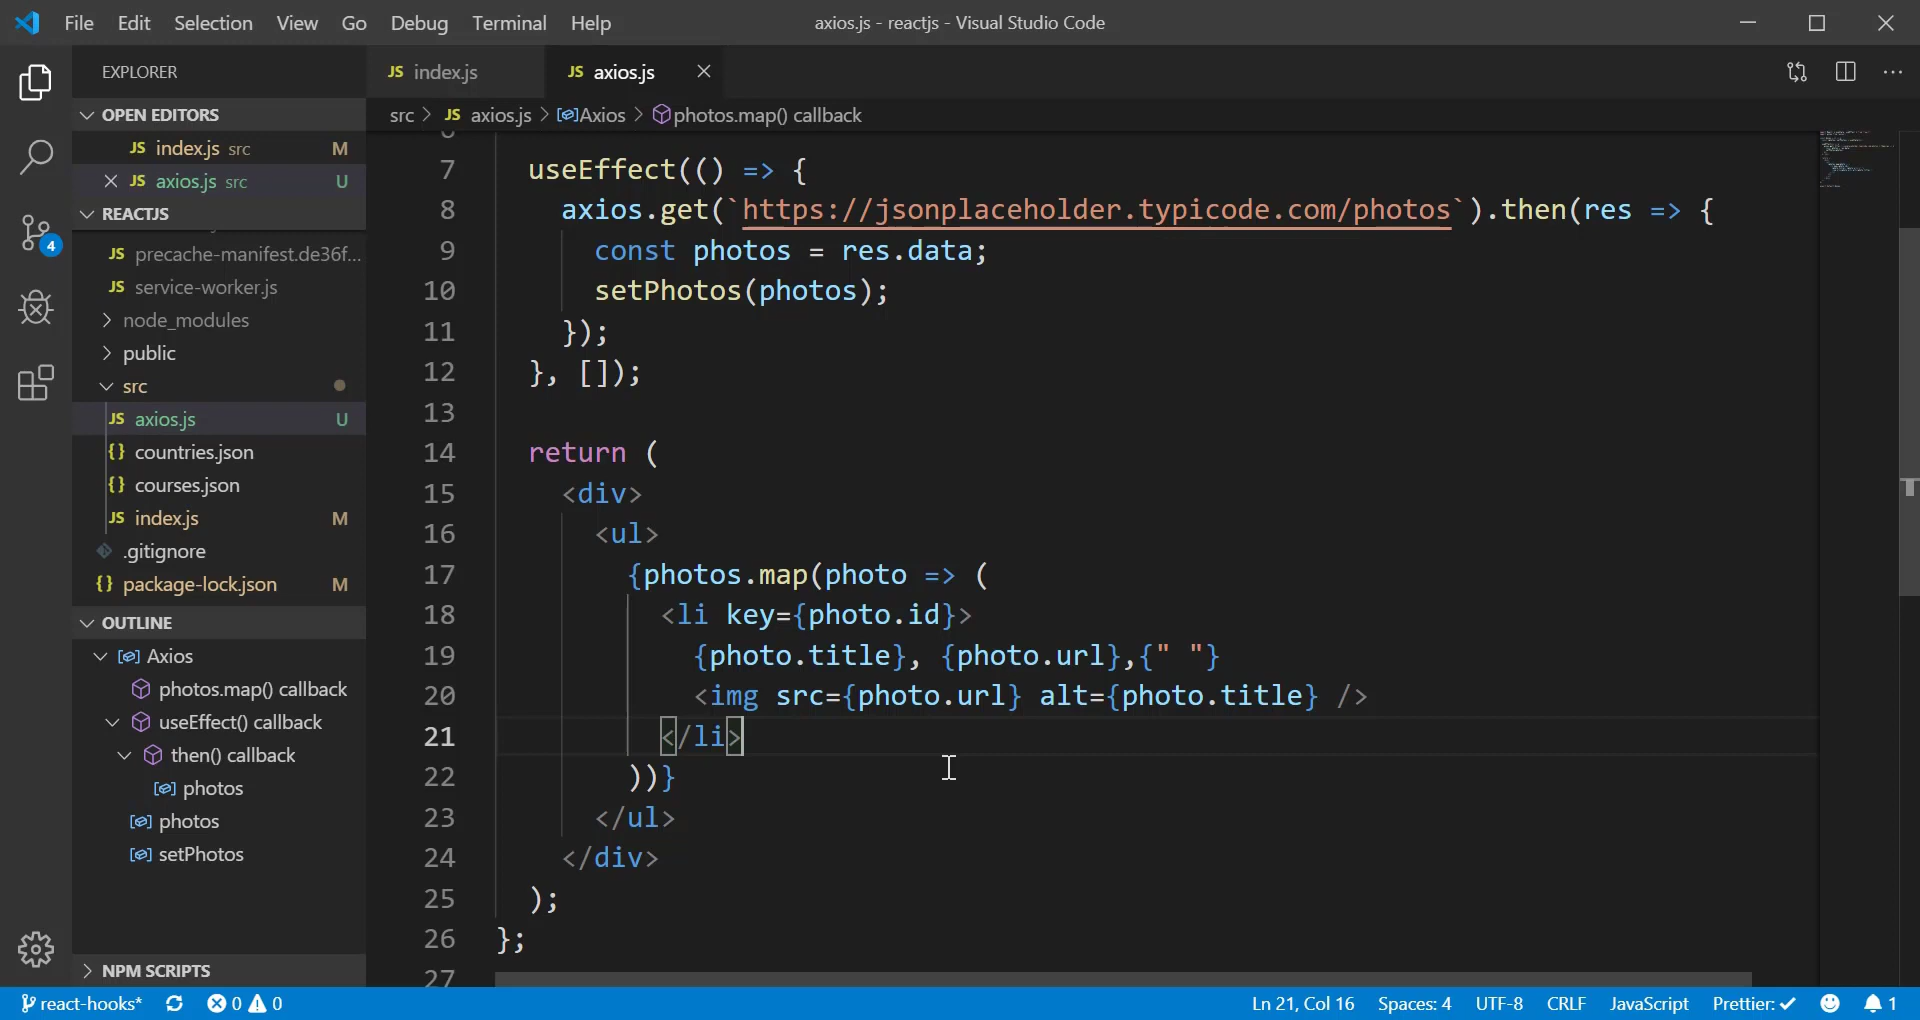 File Edit Selection View Go Debug Terminal Help
axios.js - reactjs - Visual Studio Code
EXPLORER
OPEN EDITORS
JS index.js src M
JS axios.js src U
REACTJS
JS precache-manifest.de36f...
JS service-worker.js
node_modules
public
src
JS axios.js U
{} countries.json
{} courses.json
JS index.js M
.gitignore
{} package-lock.json M
OUTLINE
Axios
photos.map() callback
useEffect() callback
then() callback
photos
photos
setPhotos
NPM SCRIPTS
4
JS index.js
JS axios.js
src > JS axios.js > Axios > photos.map() callback
7 useEffect(() => {
8 axios.get(`https://jsonplaceholder.typicode.com/photos`).then(res => {
9 const photos = res.data;
10 setPhotos(photos);
11 });
12 }, []);
13
14 return (
15 <div>
16 <ul>
17 {photos.map(photo => (
18 <li key={photo.id}>
19 {photo.title}, {photo.url},{" "}
20 <img src={photo.url} alt={photo.title} />
21 </li>
22 ))}
23 </ul>
24 </div>
25 );
26 };
27
react-hooks* 0 0 Ln 21, Col 16 Spaces: 4 UTF-8 CRLF JavaScript Prettier: ✓ 1